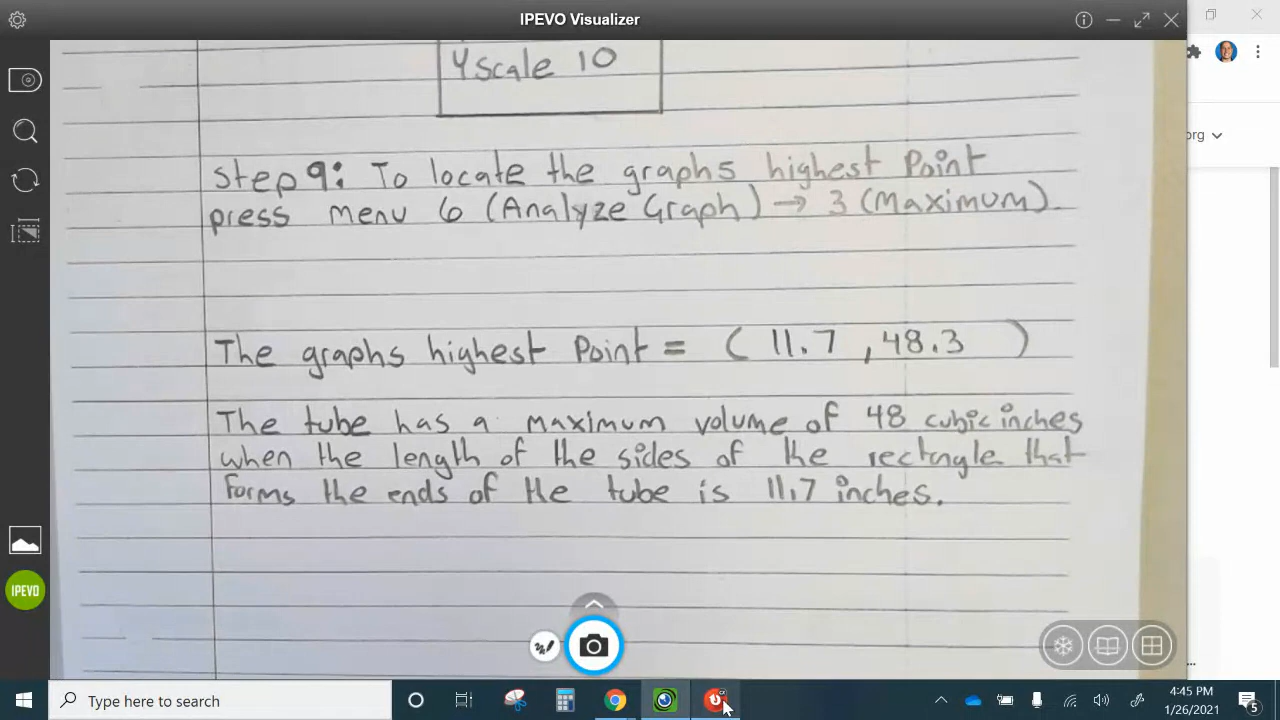 IPEVO Visualizer
Yscale 10
org
Step 9: To locate the graphs highest Point
press menu 6 (Analyze Graph) → 3 (Maximum).
The graphs highest Point = ( 11.7 , 48.3 )
The tube has a maximum volume of 48 cubic inches
when the length of the sides of the rectangle that
forms the ends of the tube is 11.7 inches.
IPEVO
...
Type here to search
4:45 PM
1/26/2021
5